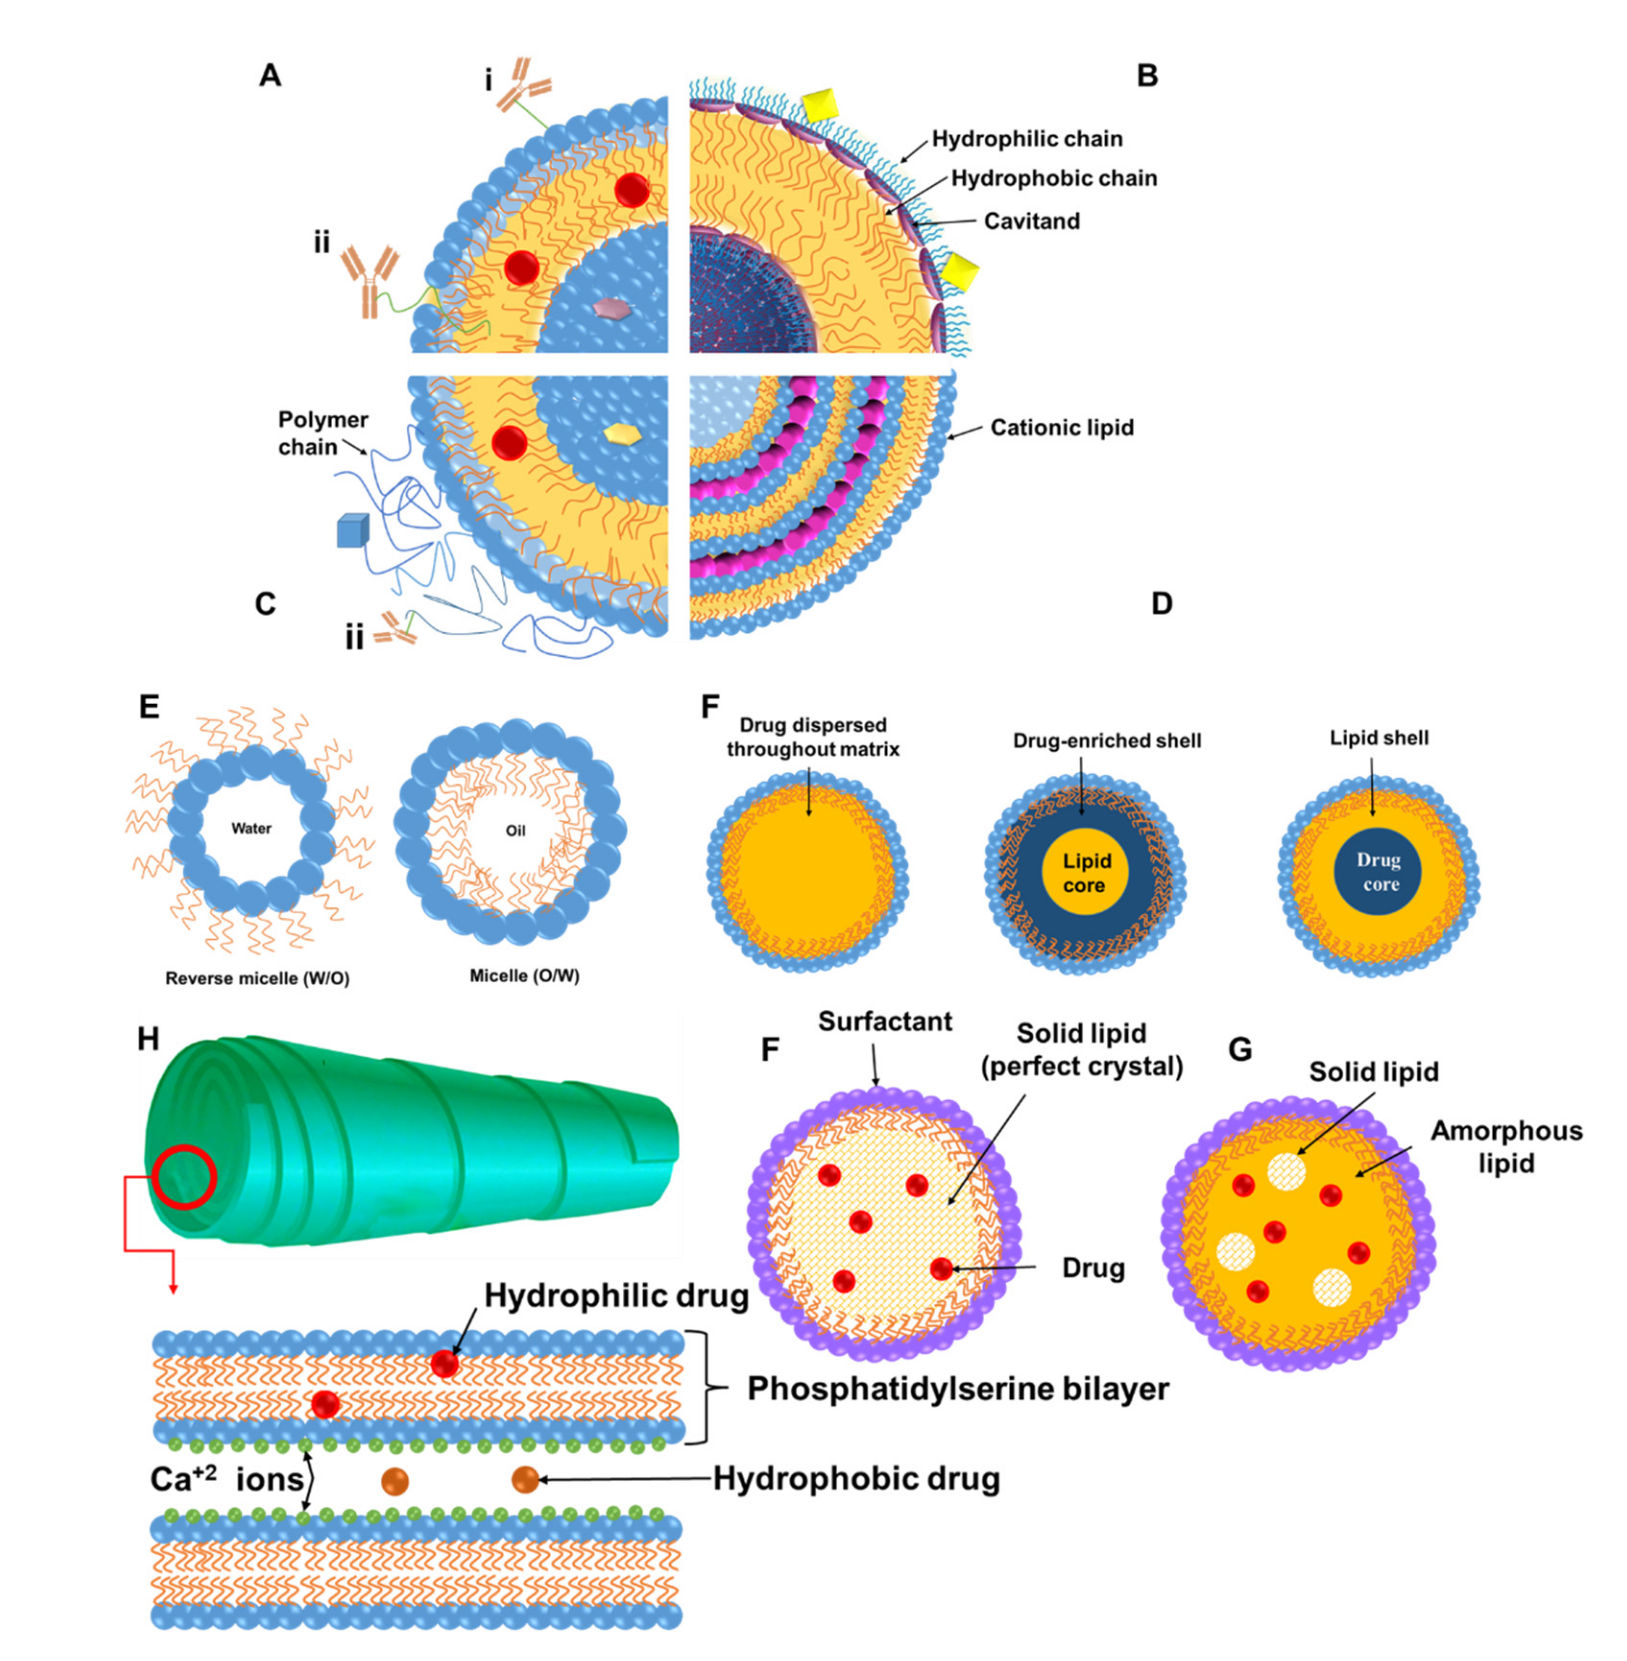 A
i
B
Hydrophilic chain
Hydrophobic chain
Cavitand
ii
Polymer
chain
Cationic lipid
C
ii
D
E
Water
Oil
Reverse micelle (W/O)
Micelle (O/W)
F
Drug dispersed
throughout matrix
Drug-enriched shell
Lipid shell
Lipid
core
Drug
core
H
F
Surfactant
Solid lipid
(perfect crystal)
Drug
G
Solid lipid
Amorphous
lipid
Hydrophilic drug
Phosphatidylserine bilayer
Ca+2 ions
Hydrophobic drug